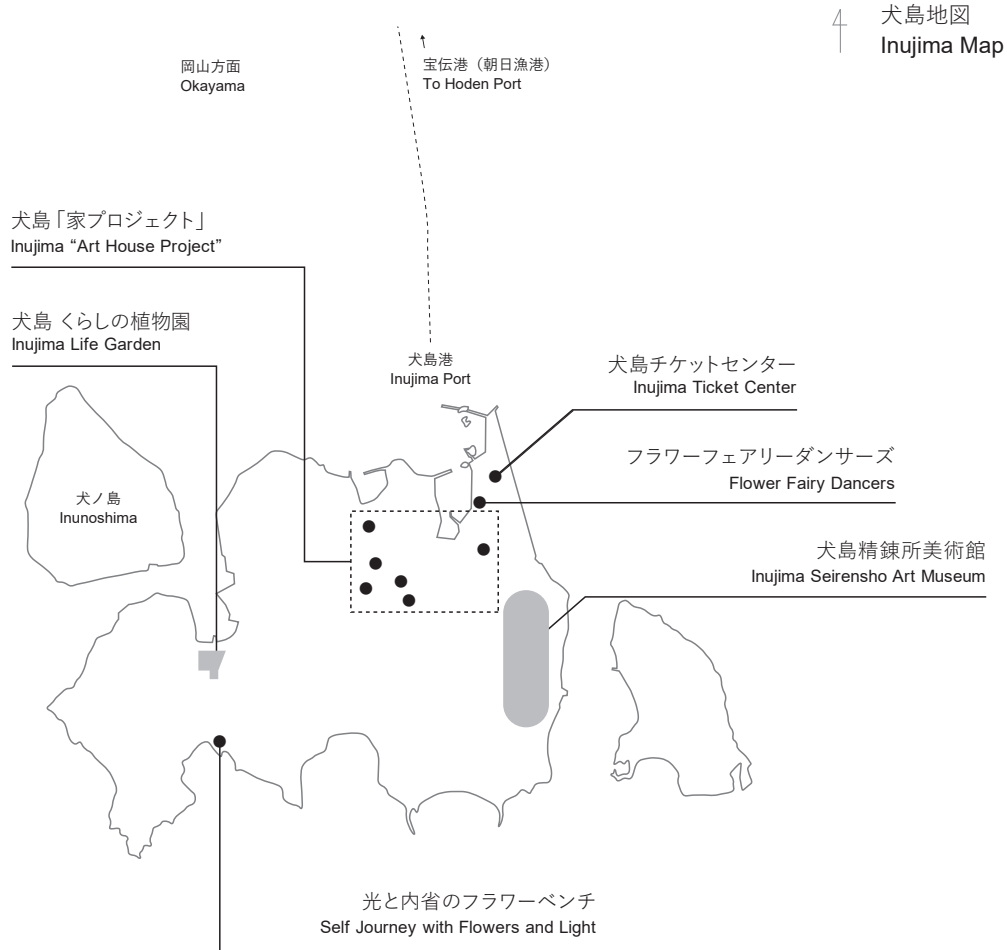 犬島地図
Inujima Map
岡山方面
Okayama
宝伝港（朝日漁港）
To Hoden Port
犬島「家プロジェクト」
Inujima “Art House Project”
犬島 くらしの植物園
Inujima Life Garden
犬島港
Inujima Port
犬島チケットセンター
Inujima Ticket Center
フラワーフェアリーダンサーズ
Flower Fairy Dancers
犬ノ島
Inunoshima
犬島精錬所美術館
Inujima Seirensho Art Museum
光と内省のフラワーベンチ
Self Journey with Flowers and Light